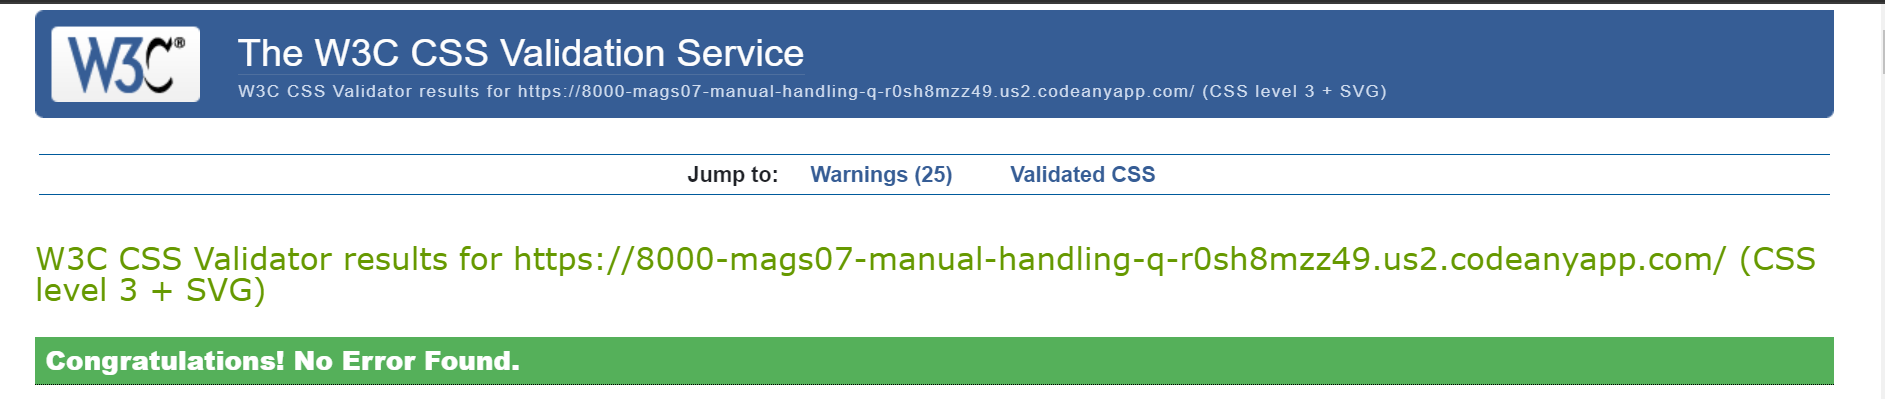 W3C®
The W3C CSS Validation Service
W3C CSS Validator results for https://8000-mags07-manual-handling-q-r0sh8mzz49.us2.codeanyapp.com/ (CSS level 3 + SVG)
Jump to: Warnings (25) Validated CSS
W3C CSS Validator results for https://8000-mags07-manual-handling-q-r0sh8mzz49.us2.codeanyapp.com/ (CSS
level 3 + SVG)
Congratulations! No Error Found.